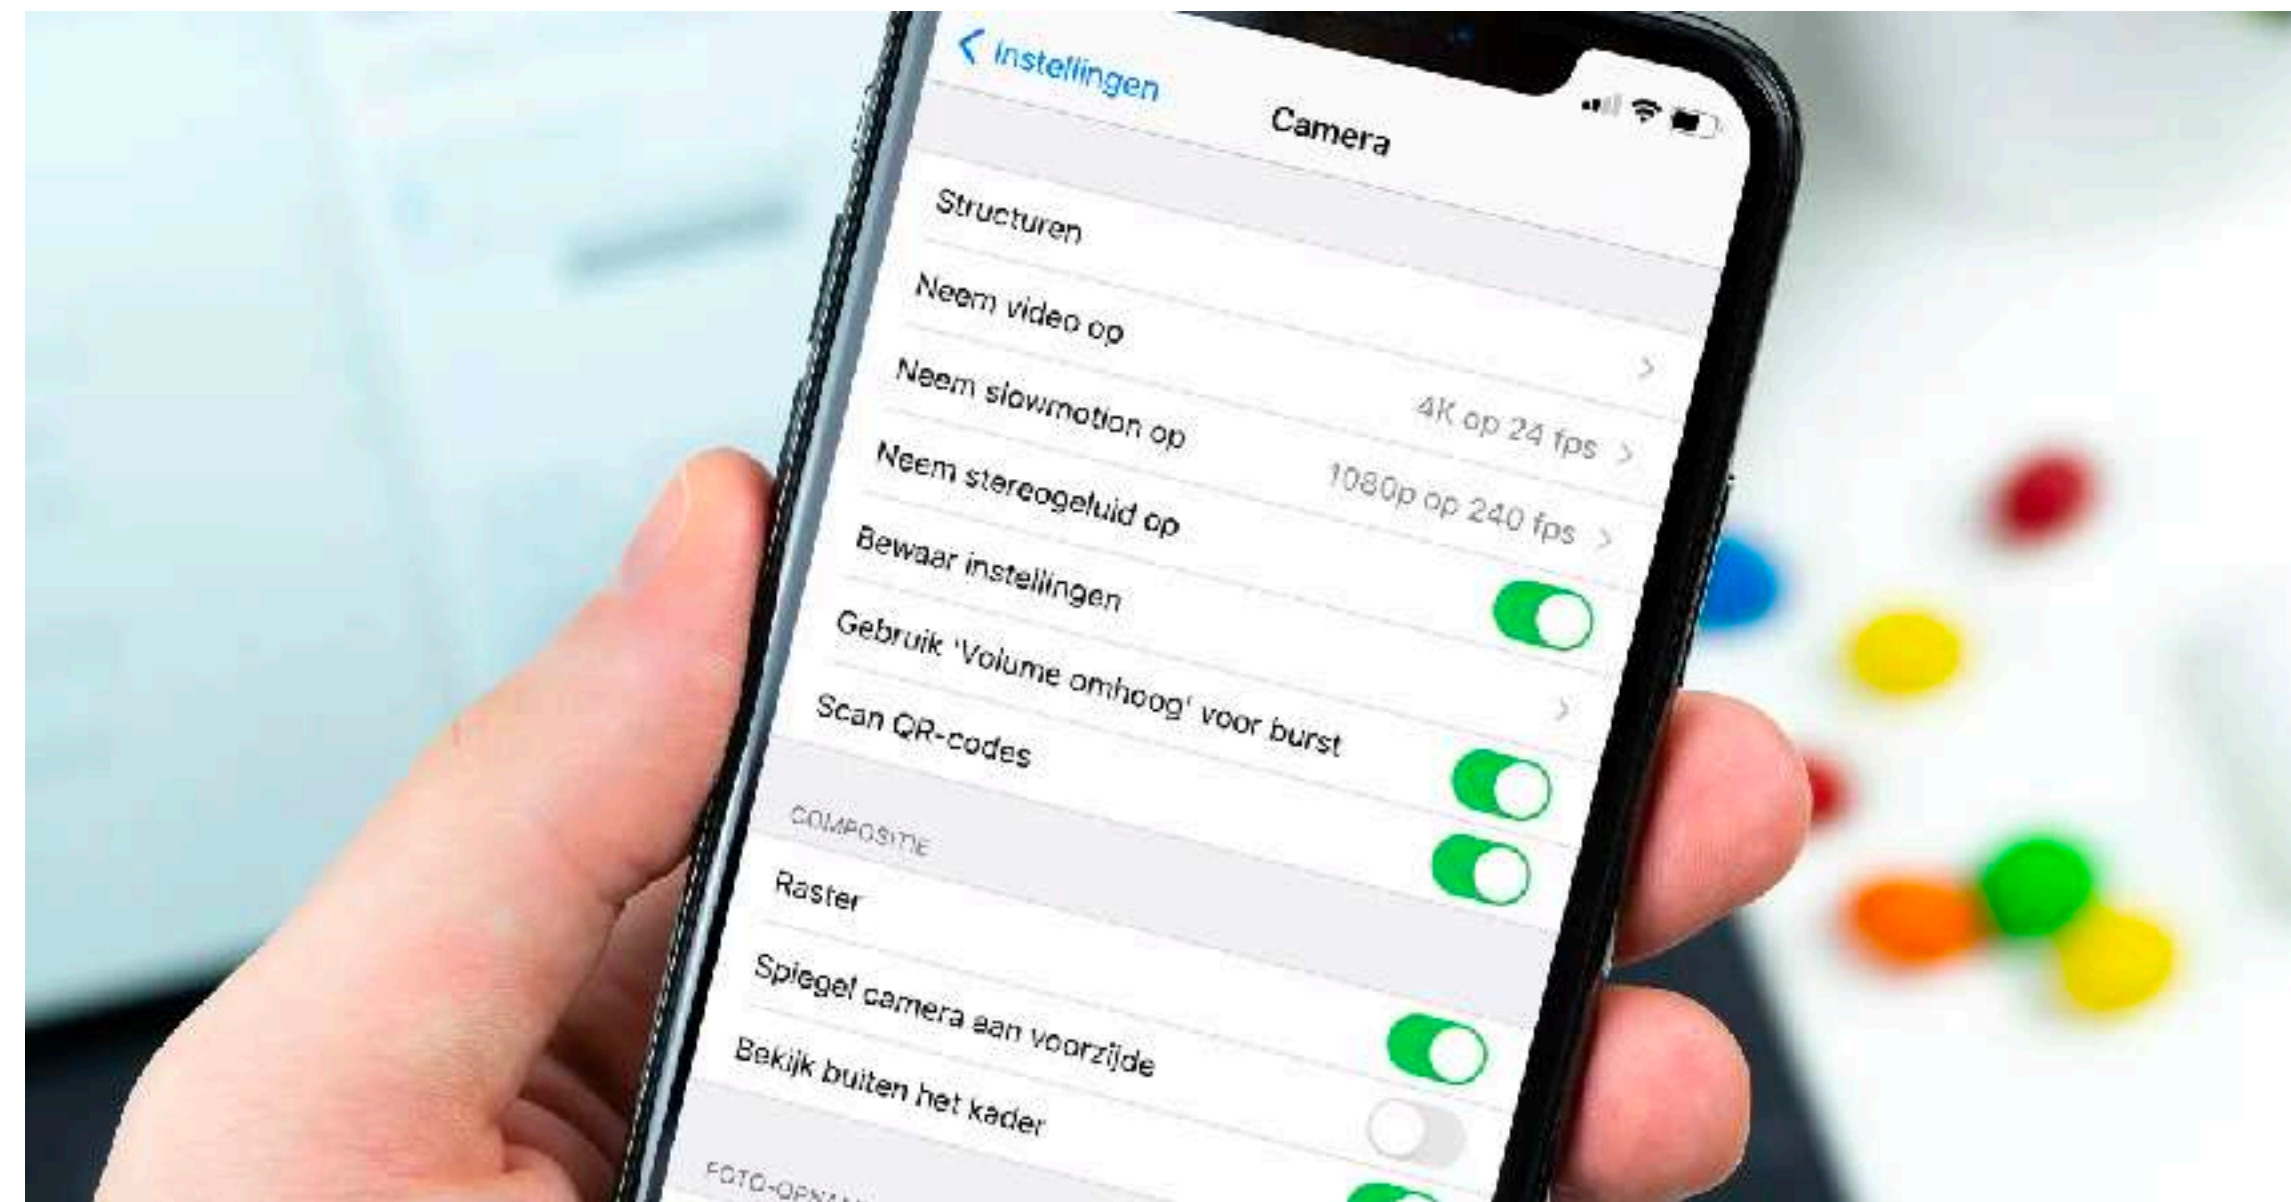 Instellingen
Camera
Structuren
Neem video op
4K op 24 fps
Neem slowmotion op
1080p op 240 fps
Neem stereogeluid op
Bewaar instellingen
Gebruik 'Volume omhoog' voor burst
Scan QR-codes
COMPOSITIE
Raster
Spiegel camera aan voorzijde
Bekijk buiten het kader